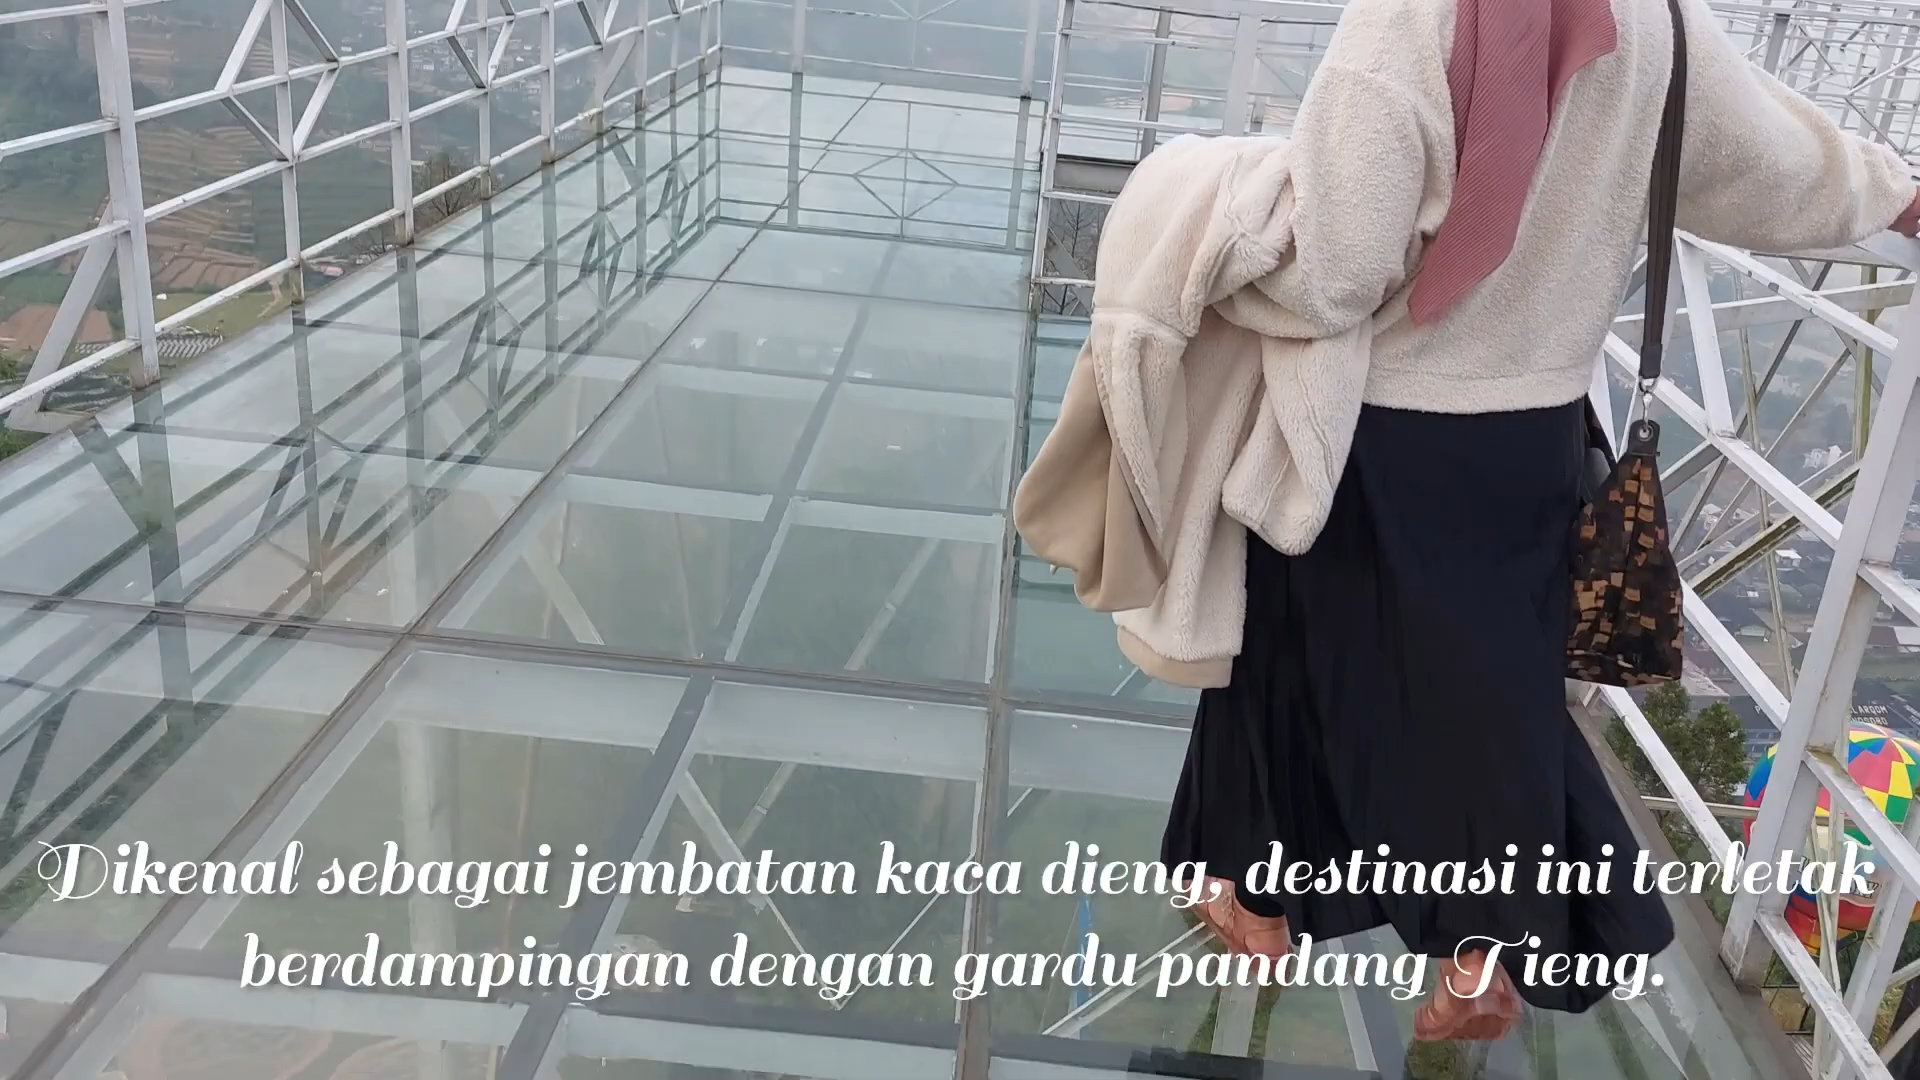 Dikenal sebagai jembatan kaca dieng, destinasi ini terletak
berdampingan dengan gardu pandang Tieng.